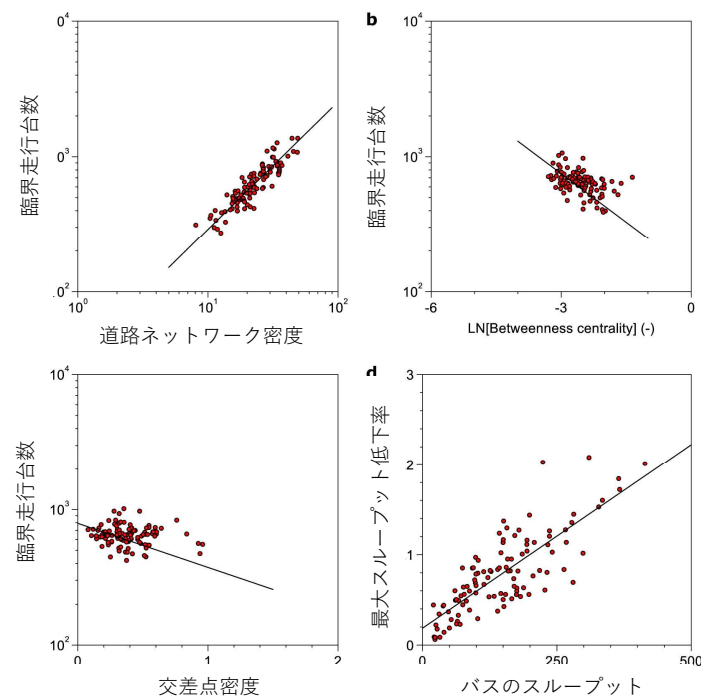 0⁴
臨界走行台数
0³
.0²
10⁰
10¹
10²
道路ネットワーク密度
b
10⁴
臨界走行台数
10³
10²
-6
-3
0
LN[Betweenness centrality] (-)
10⁴
臨界走行台数
10³
10²
0
1
2
交差点密度
d
3
最大スループット低下率
2
1
0
0
250
500
バスのスループット